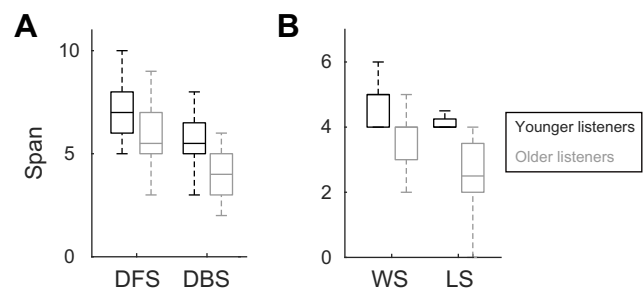 A
B
10
5
0
Span
DFS DBS
6
4
2
0
WS LS
Younger listeners
Older listeners